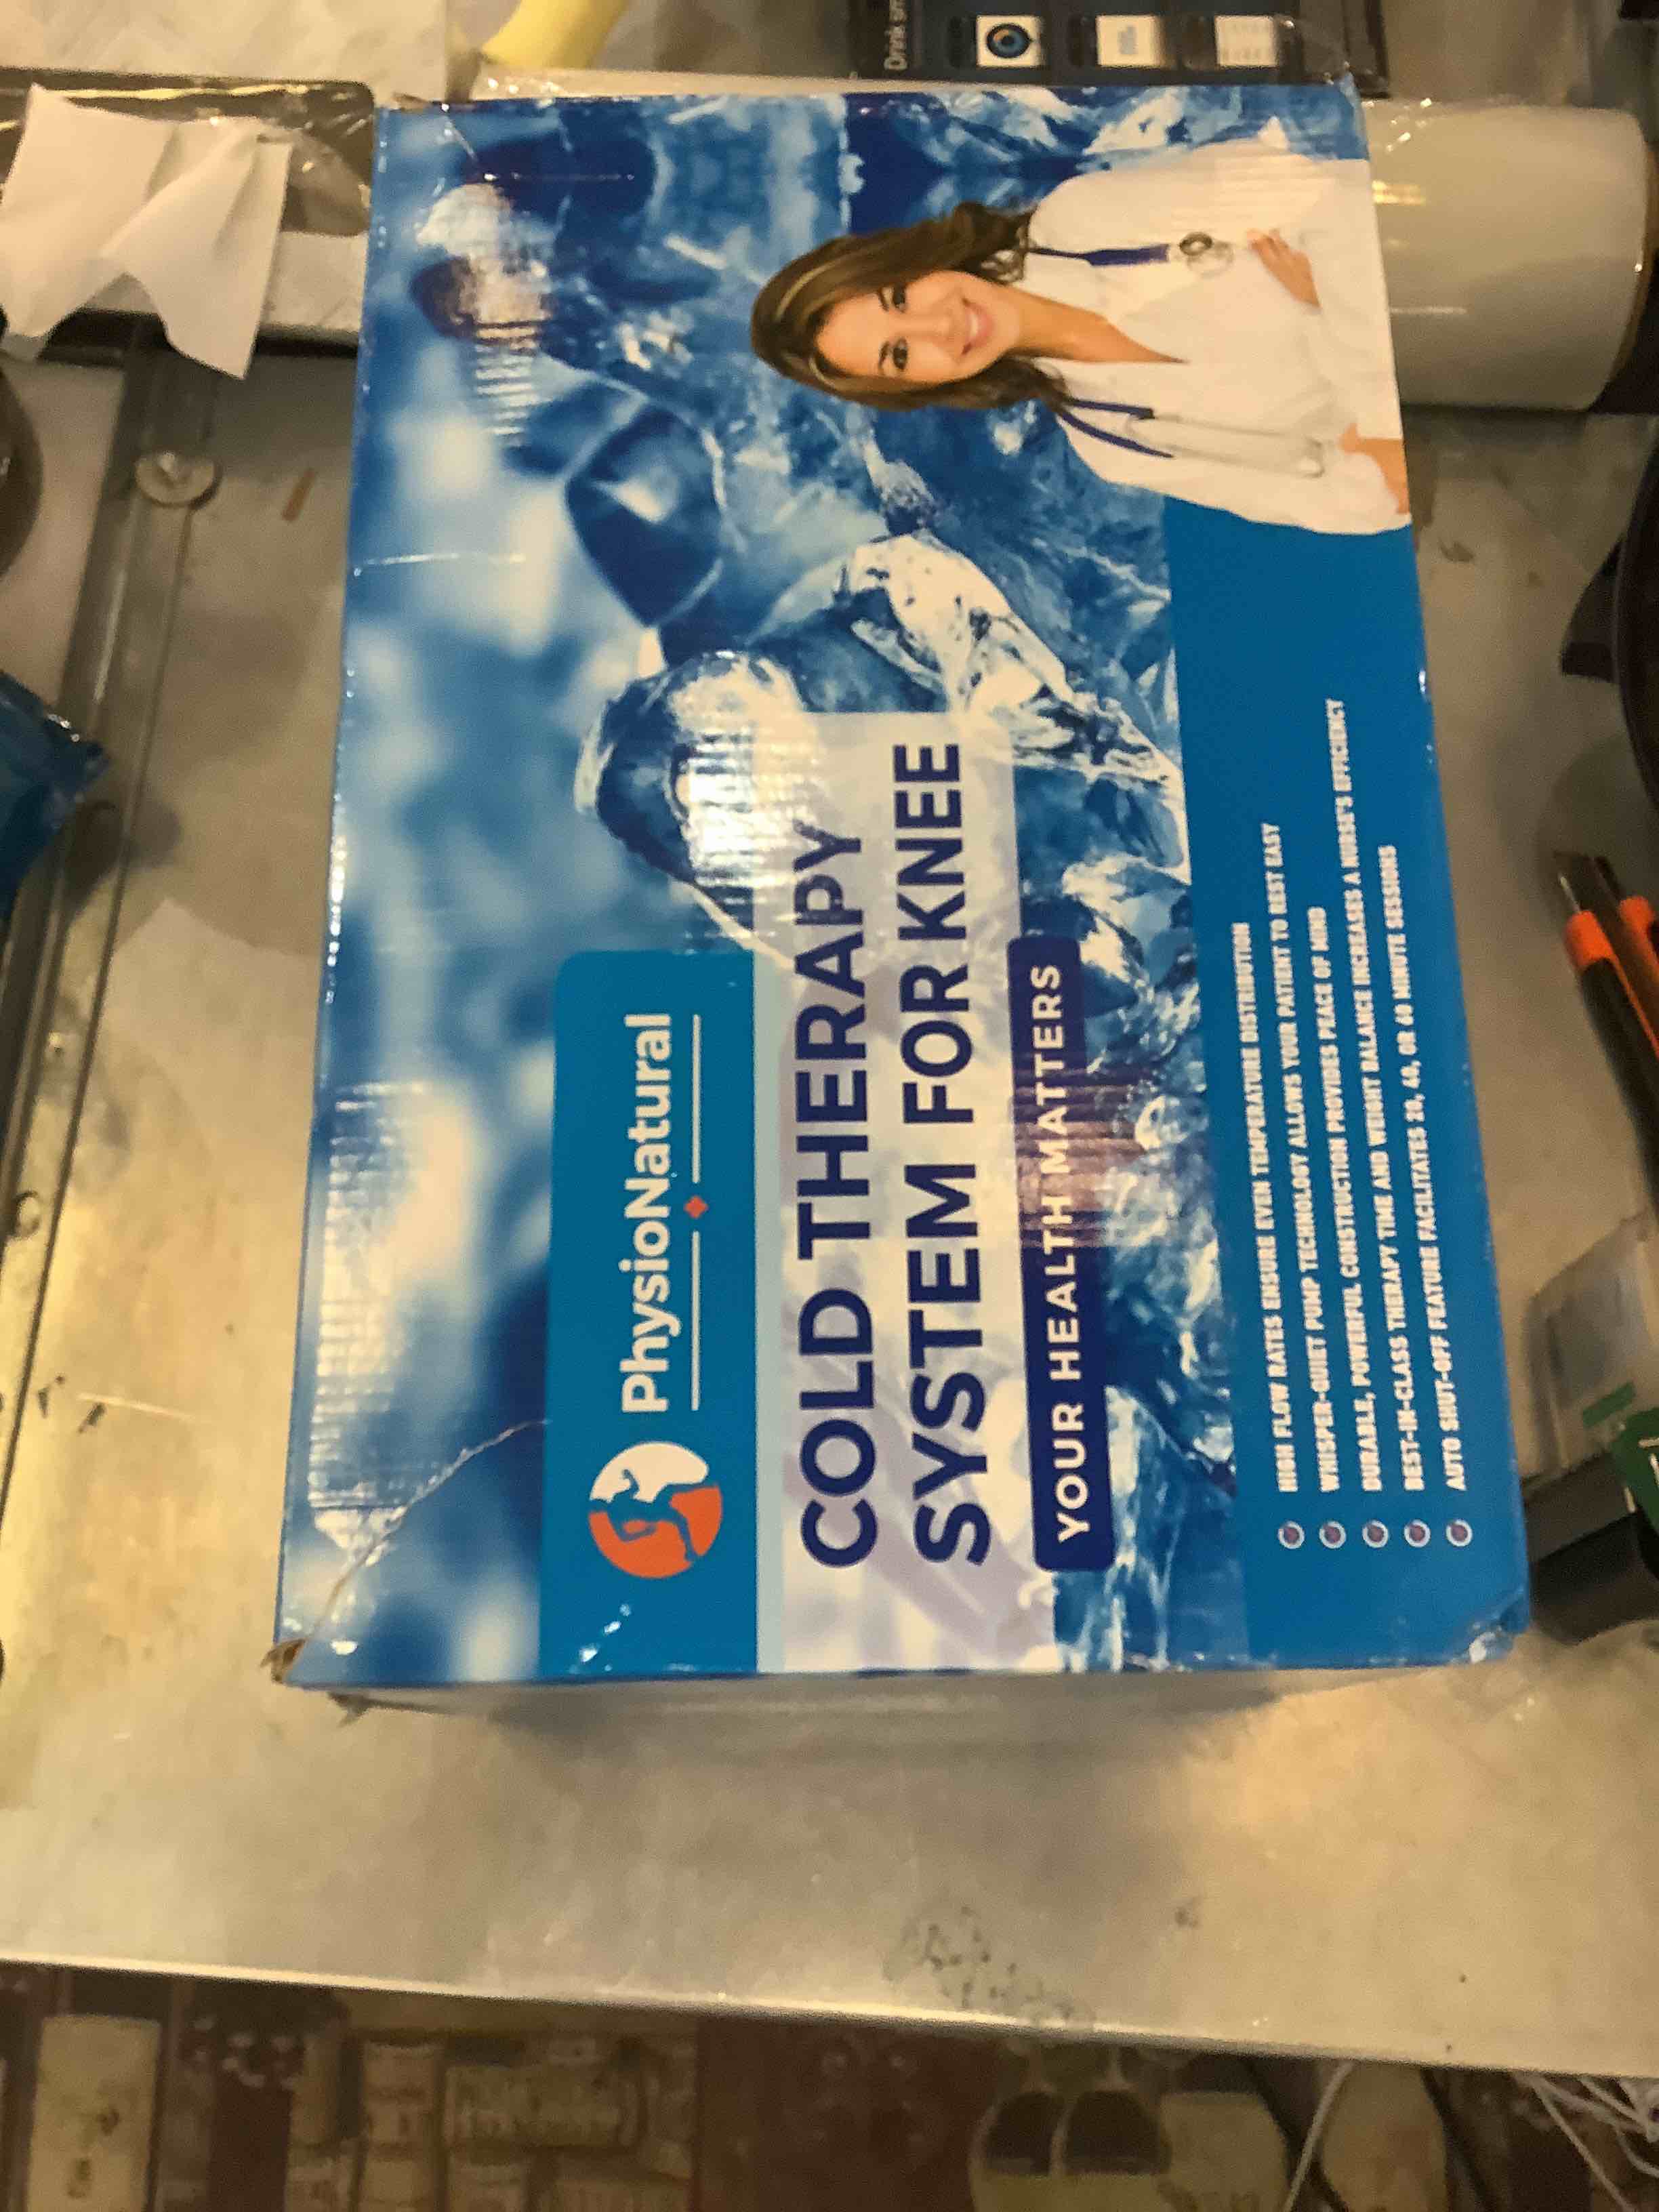 Drink sm
PhysioNatural
COLD THERAPY
SYSTEM FOR KNEE
YOUR HEALTH MATTERS
HIGH FLOW RATES ENSURE EVEN TEMPERATURE DISTRIBUTION
WHISPER-QUIET PUMP TECHNOLOGY ALLOWS YOUR PATIENT TO REST EASY
DURABLE, POWERFUL CONSTRUCTION PROVIDES PEACE OF MIND
BEST-IN-CLASS THERAPY TIME AND WEIGHT BALANCE INCREASES A NURSE'S EFFICIENCY
AUTO SHUT-OFF FEATURE FACILITATES 20, 40, OR 60 MINUTE SESSIONS